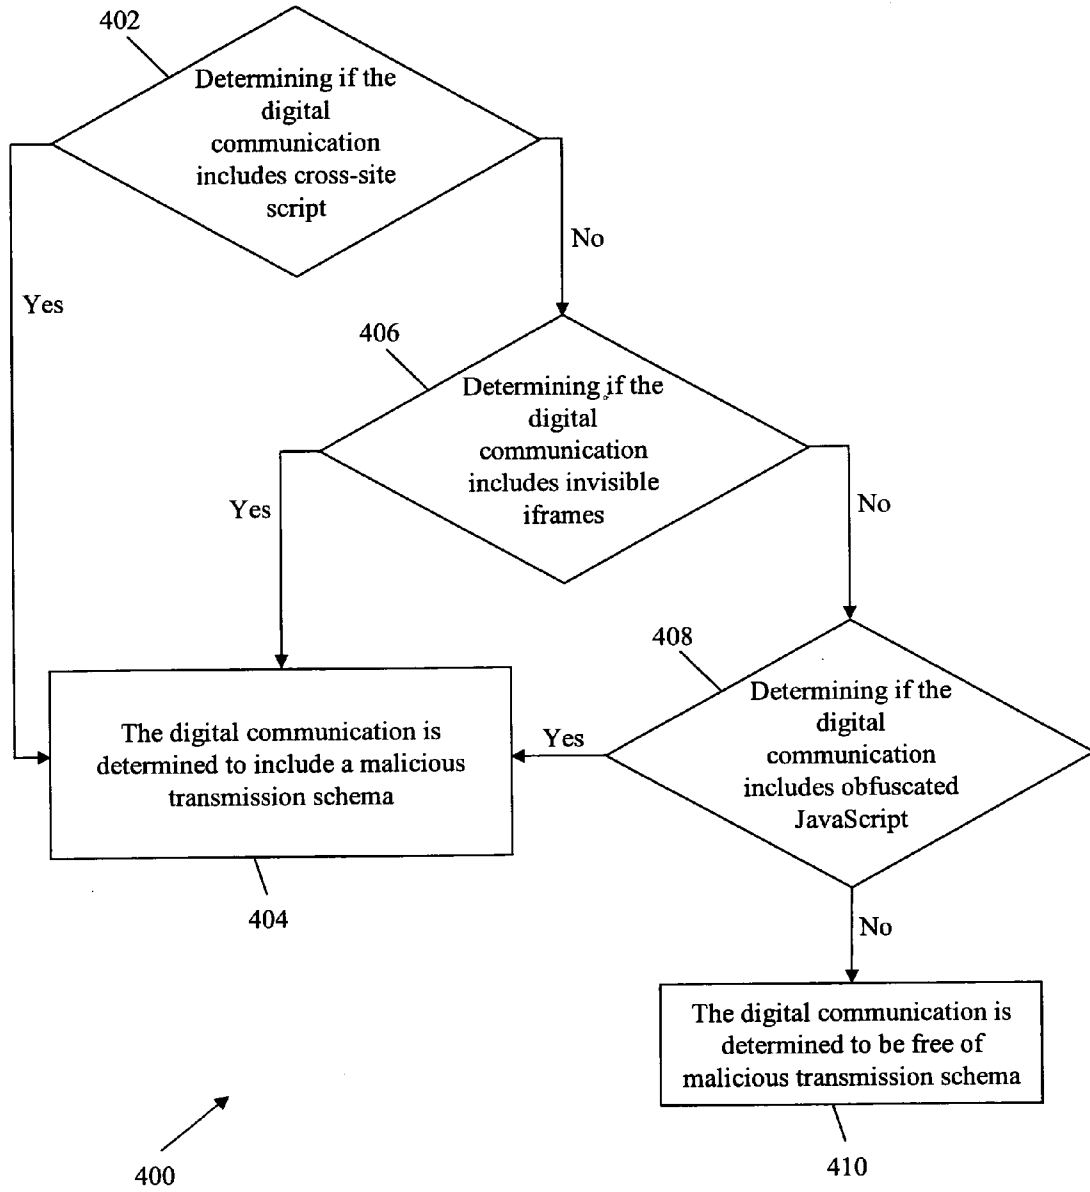 402
Determining if the
digital
communication
includes cross-site
script
No
Yes
406
Determining if the
digital
communication
includes invisible
iframes
Yes
No
408
Determining if the
digital
communication
includes obfuscated
JavaScript
Yes
The digital communication is
determined to include a malicious
transmission schema
404
No
The digital communication is
determined to be free of
malicious transmission schema
400
410